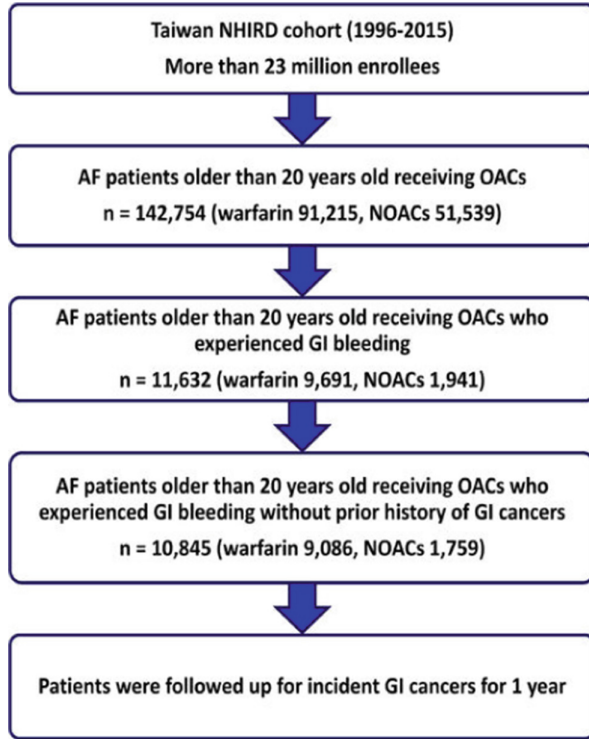 Taiwan NHIRD cohort (1996-2015)
More than 23 million enrollees
AF patients older than 20 years old receiving OACs
n = 142,754 (warfarin 91,215, NOACs 51,539)
AF patients older than 20 years old receiving OACs who
experienced GI bleeding
n = 11,632 (warfarin 9,691, NOACs 1,941)
AF patients older than 20 years old receiving OACs who
experienced GI bleeding without prior history of GI cancers
n = 10,845 (warfarin 9,086, NOACs 1,759)
Patients were followed up for incident GI cancers for 1 year